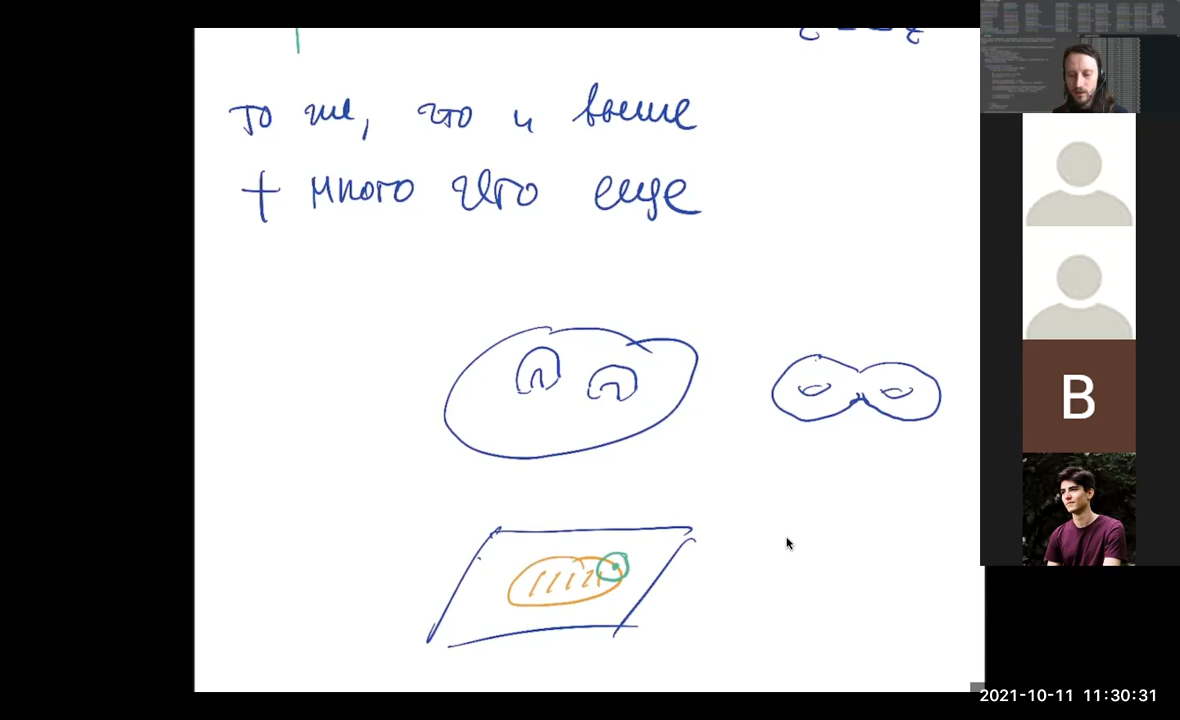 то же, что и выше
+ много что еще
B
2021-10-11 11:30:31